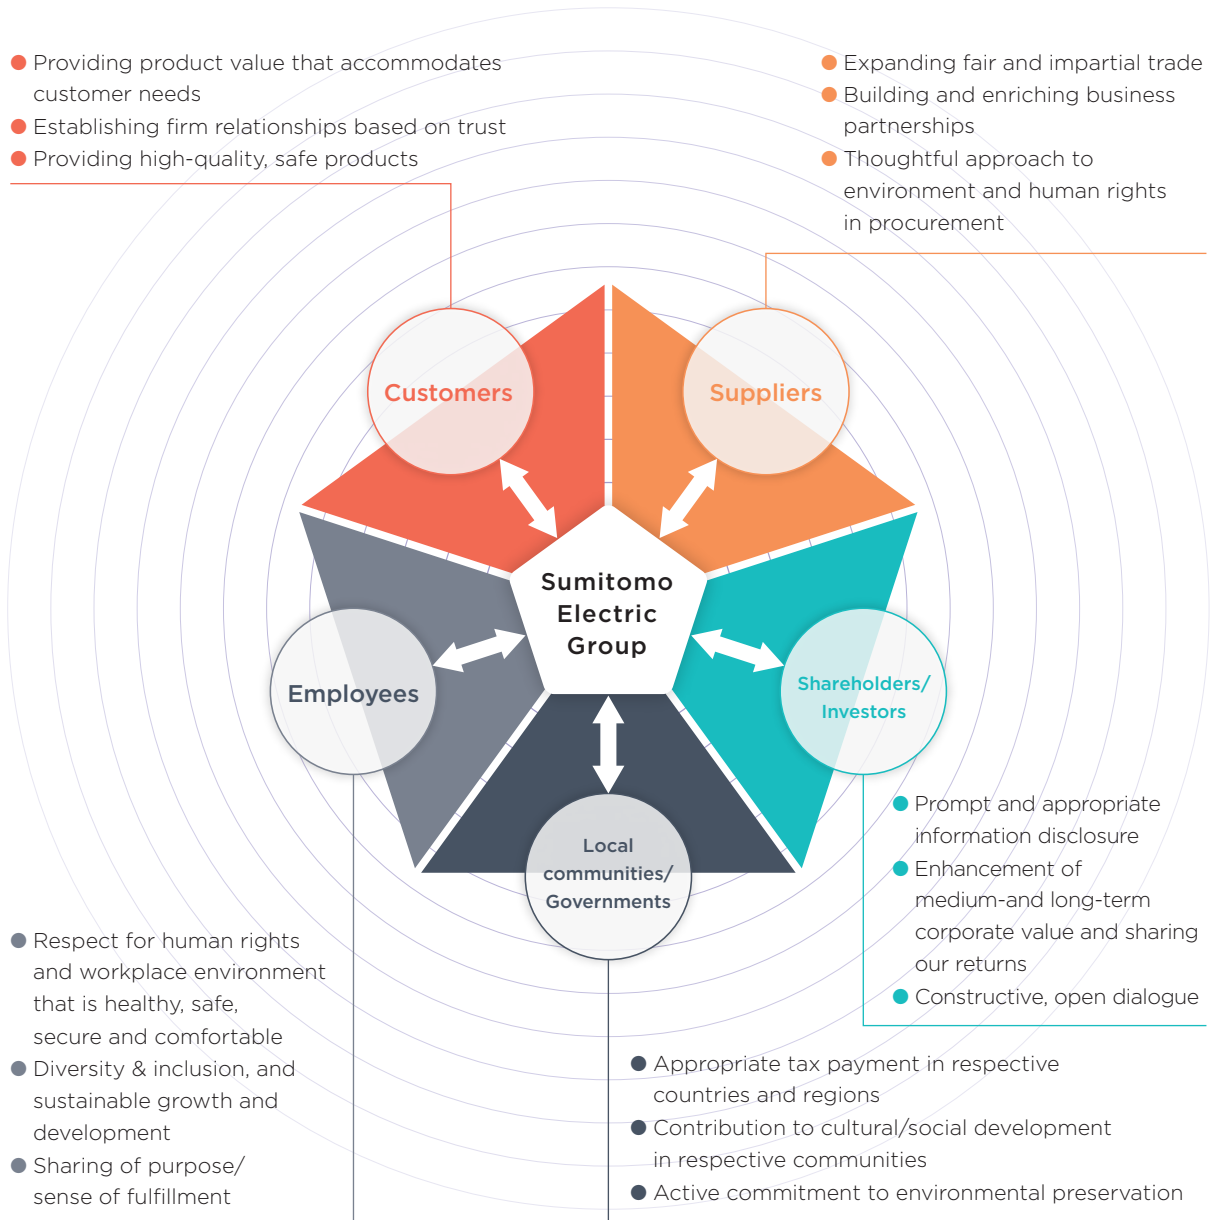 ● Providing product value that accommodates
customer needs
● Establishing firm relationships based on trust
● Providing high-quality, safe products
● Expanding fair and impartial trade
● Building and enriching business
partnerships
● Thoughtful approach to
environment and human rights
in procurement
Customers
Suppliers
Sumitomo
Electric
Group
Employees
Shareholders/
Investors
Local
communities/
Governments
● Prompt and appropriate
information disclosure
● Enhancement of
medium-and long-term
corporate value and sharing
our returns
● Constructive, open dialogue
● Respect for human rights
and workplace environment
that is healthy, safe,
secure and comfortable
● Diversity & inclusion, and
sustainable growth and
development
● Sharing of purpose/
sense of fulfillment
● Appropriate tax payment in respective
countries and regions
● Contribution to cultural/social development
in respective communities
● Active commitment to environmental preservation